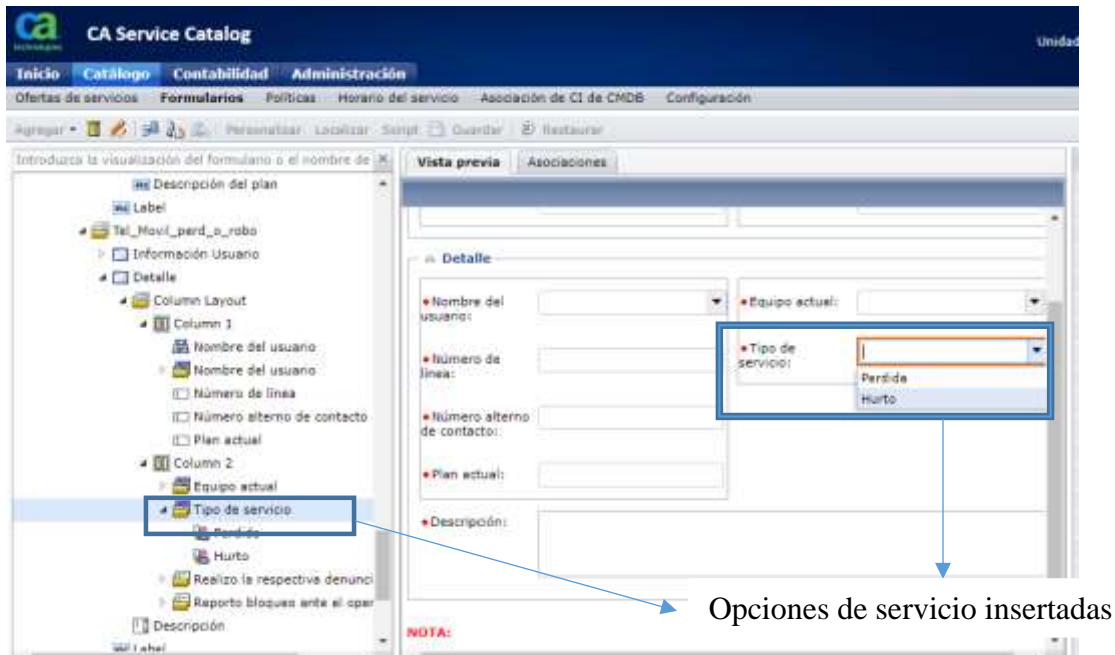 ca
technologies
CA Service Catalog
Unidad
Inicio Catálogo Contabilidad Administración
Ofertas de servicios Formularios Políticas Horario del servicio Asociación de CI de CMDB Configuración
Agregar Personalizar Localizar Script Guardar Restaurar
Introduzca la visualización del formulario o el nombre de
Descripción del plan
Label
Tel_Movil_perd_o_robo
Información Usuario
Detalle
Column Layout
Column 1
Nombre del usuario
Nombre del usuario
Número de línea
Número alterno de contacto
Plan actual
Column 2
Equipo actual
Tipo de servicio
Perdida
Hurto
Realizo la respectiva denunci
Reporto bloqueo ante el oper
Descripción
Label
Vista previa Asociaciones
Detalle
Nombre del
usuario:
Número de
línea:
Número alterno
de contacto:
Plan actual:
Descripción:
Equipo actual:
Tipo de
servicio:
Perdida
Hurto
NOTA:
Opciones de servicio insertadas